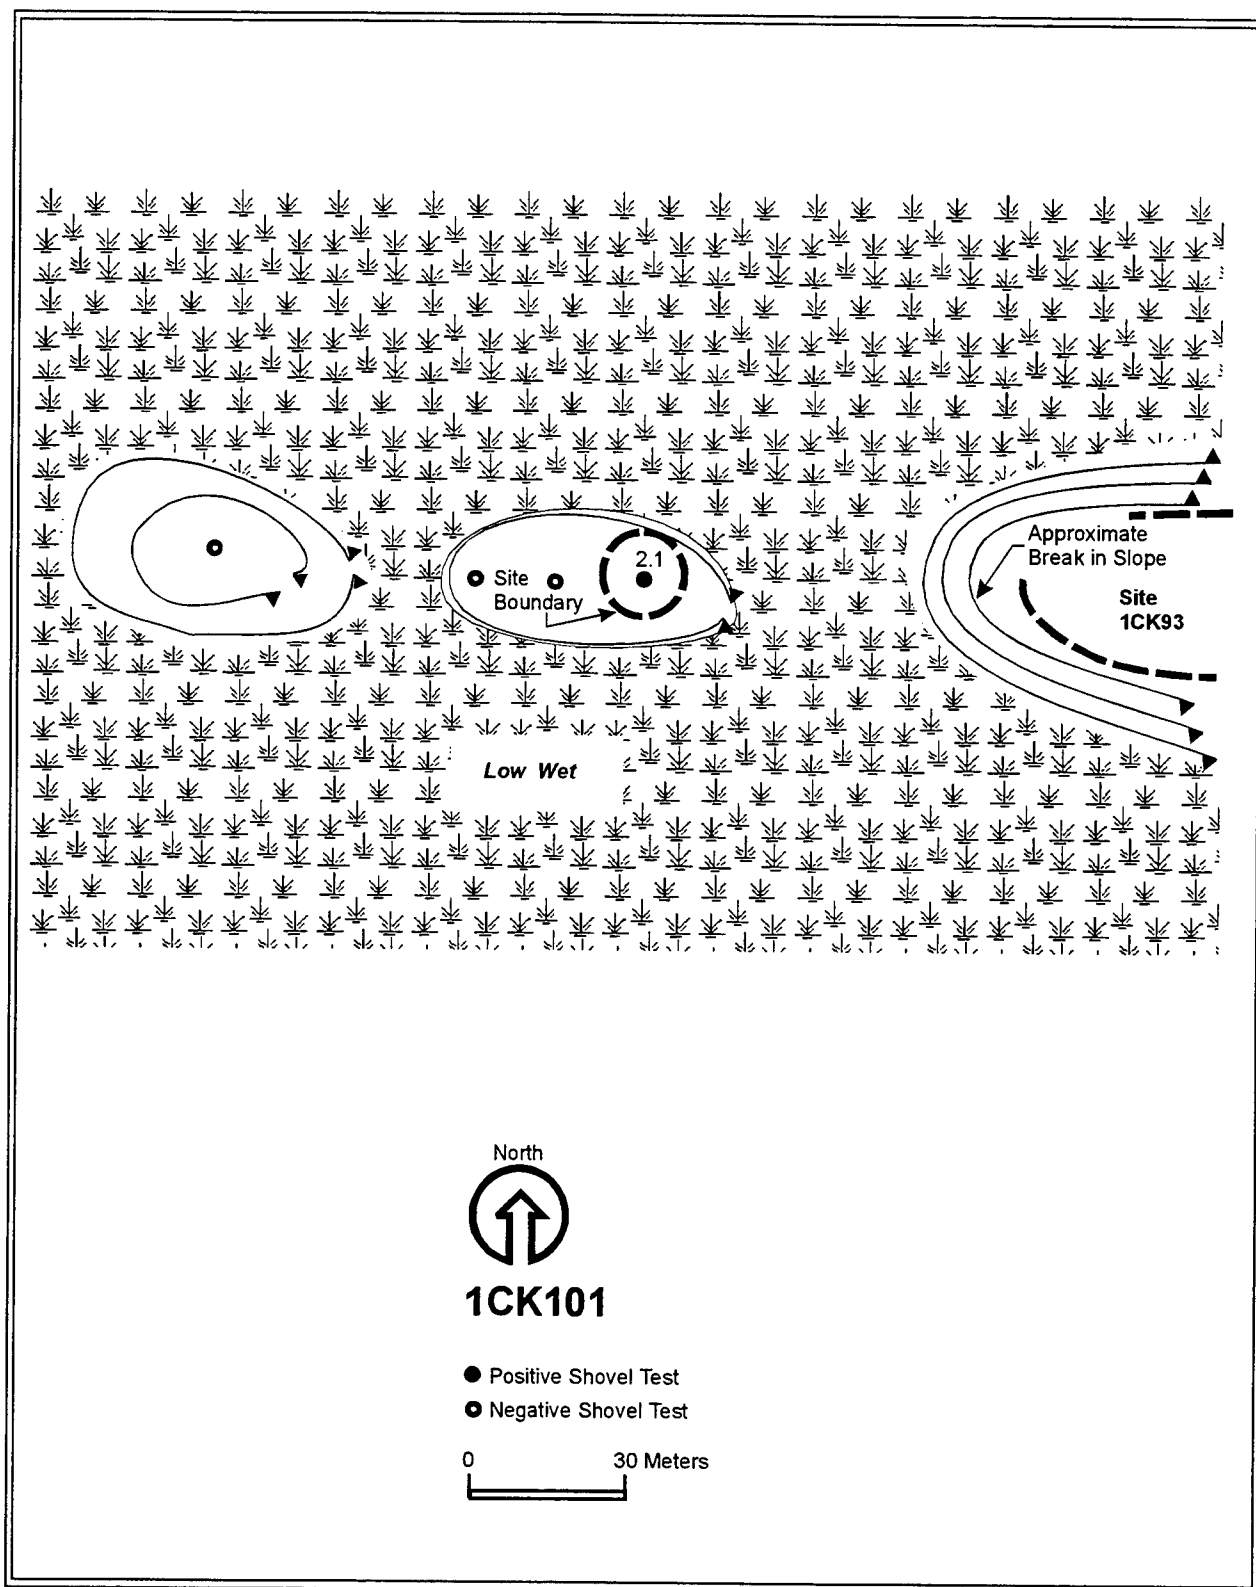 2.1
Site
Boundary
Approximate
Break in Slope
Site
1CK93
Low Wet
North
1CK101
Positive Shovel Test
Negative Shovel Test
0 30 Meters